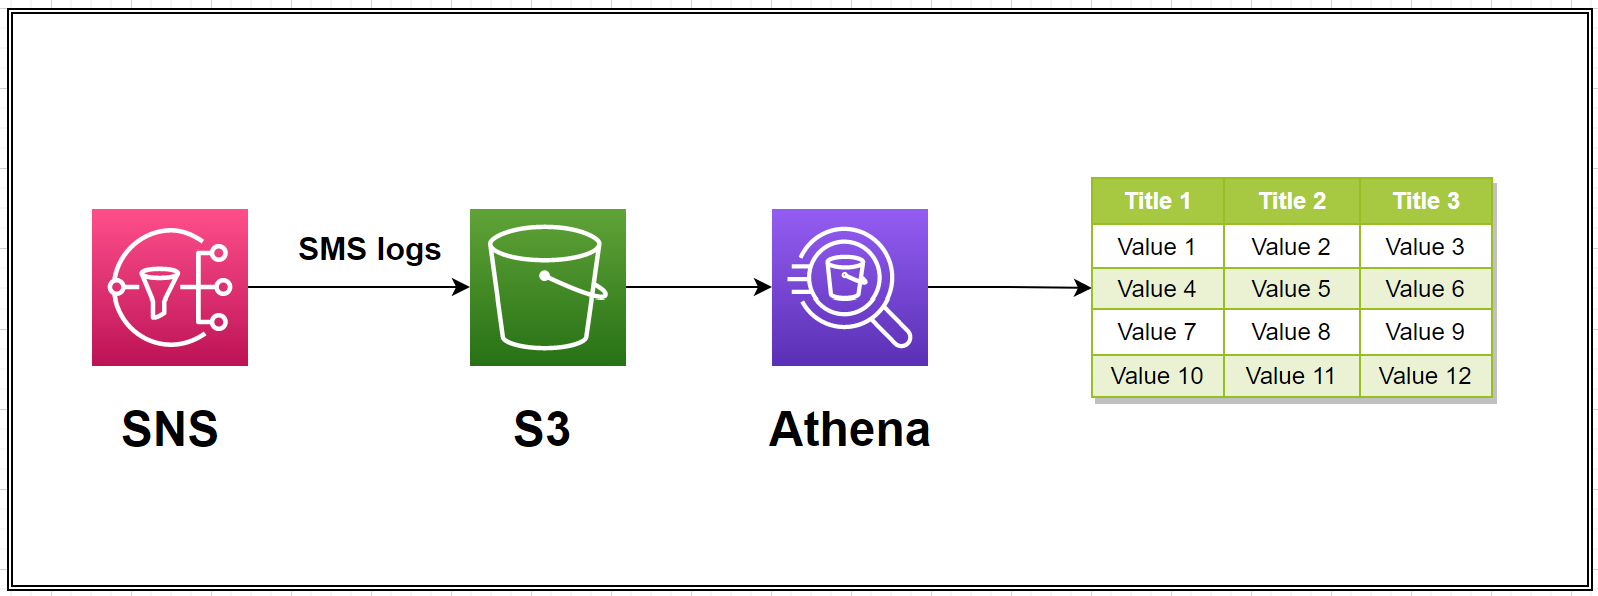 SMS logs
SNS
S3
Athena
Title 1 Title 2 Title 3
Value 1 Value 2 Value 3
Value 4 Value 5 Value 6
Value 7 Value 8 Value 9
Value 10 Value 11 Value 12